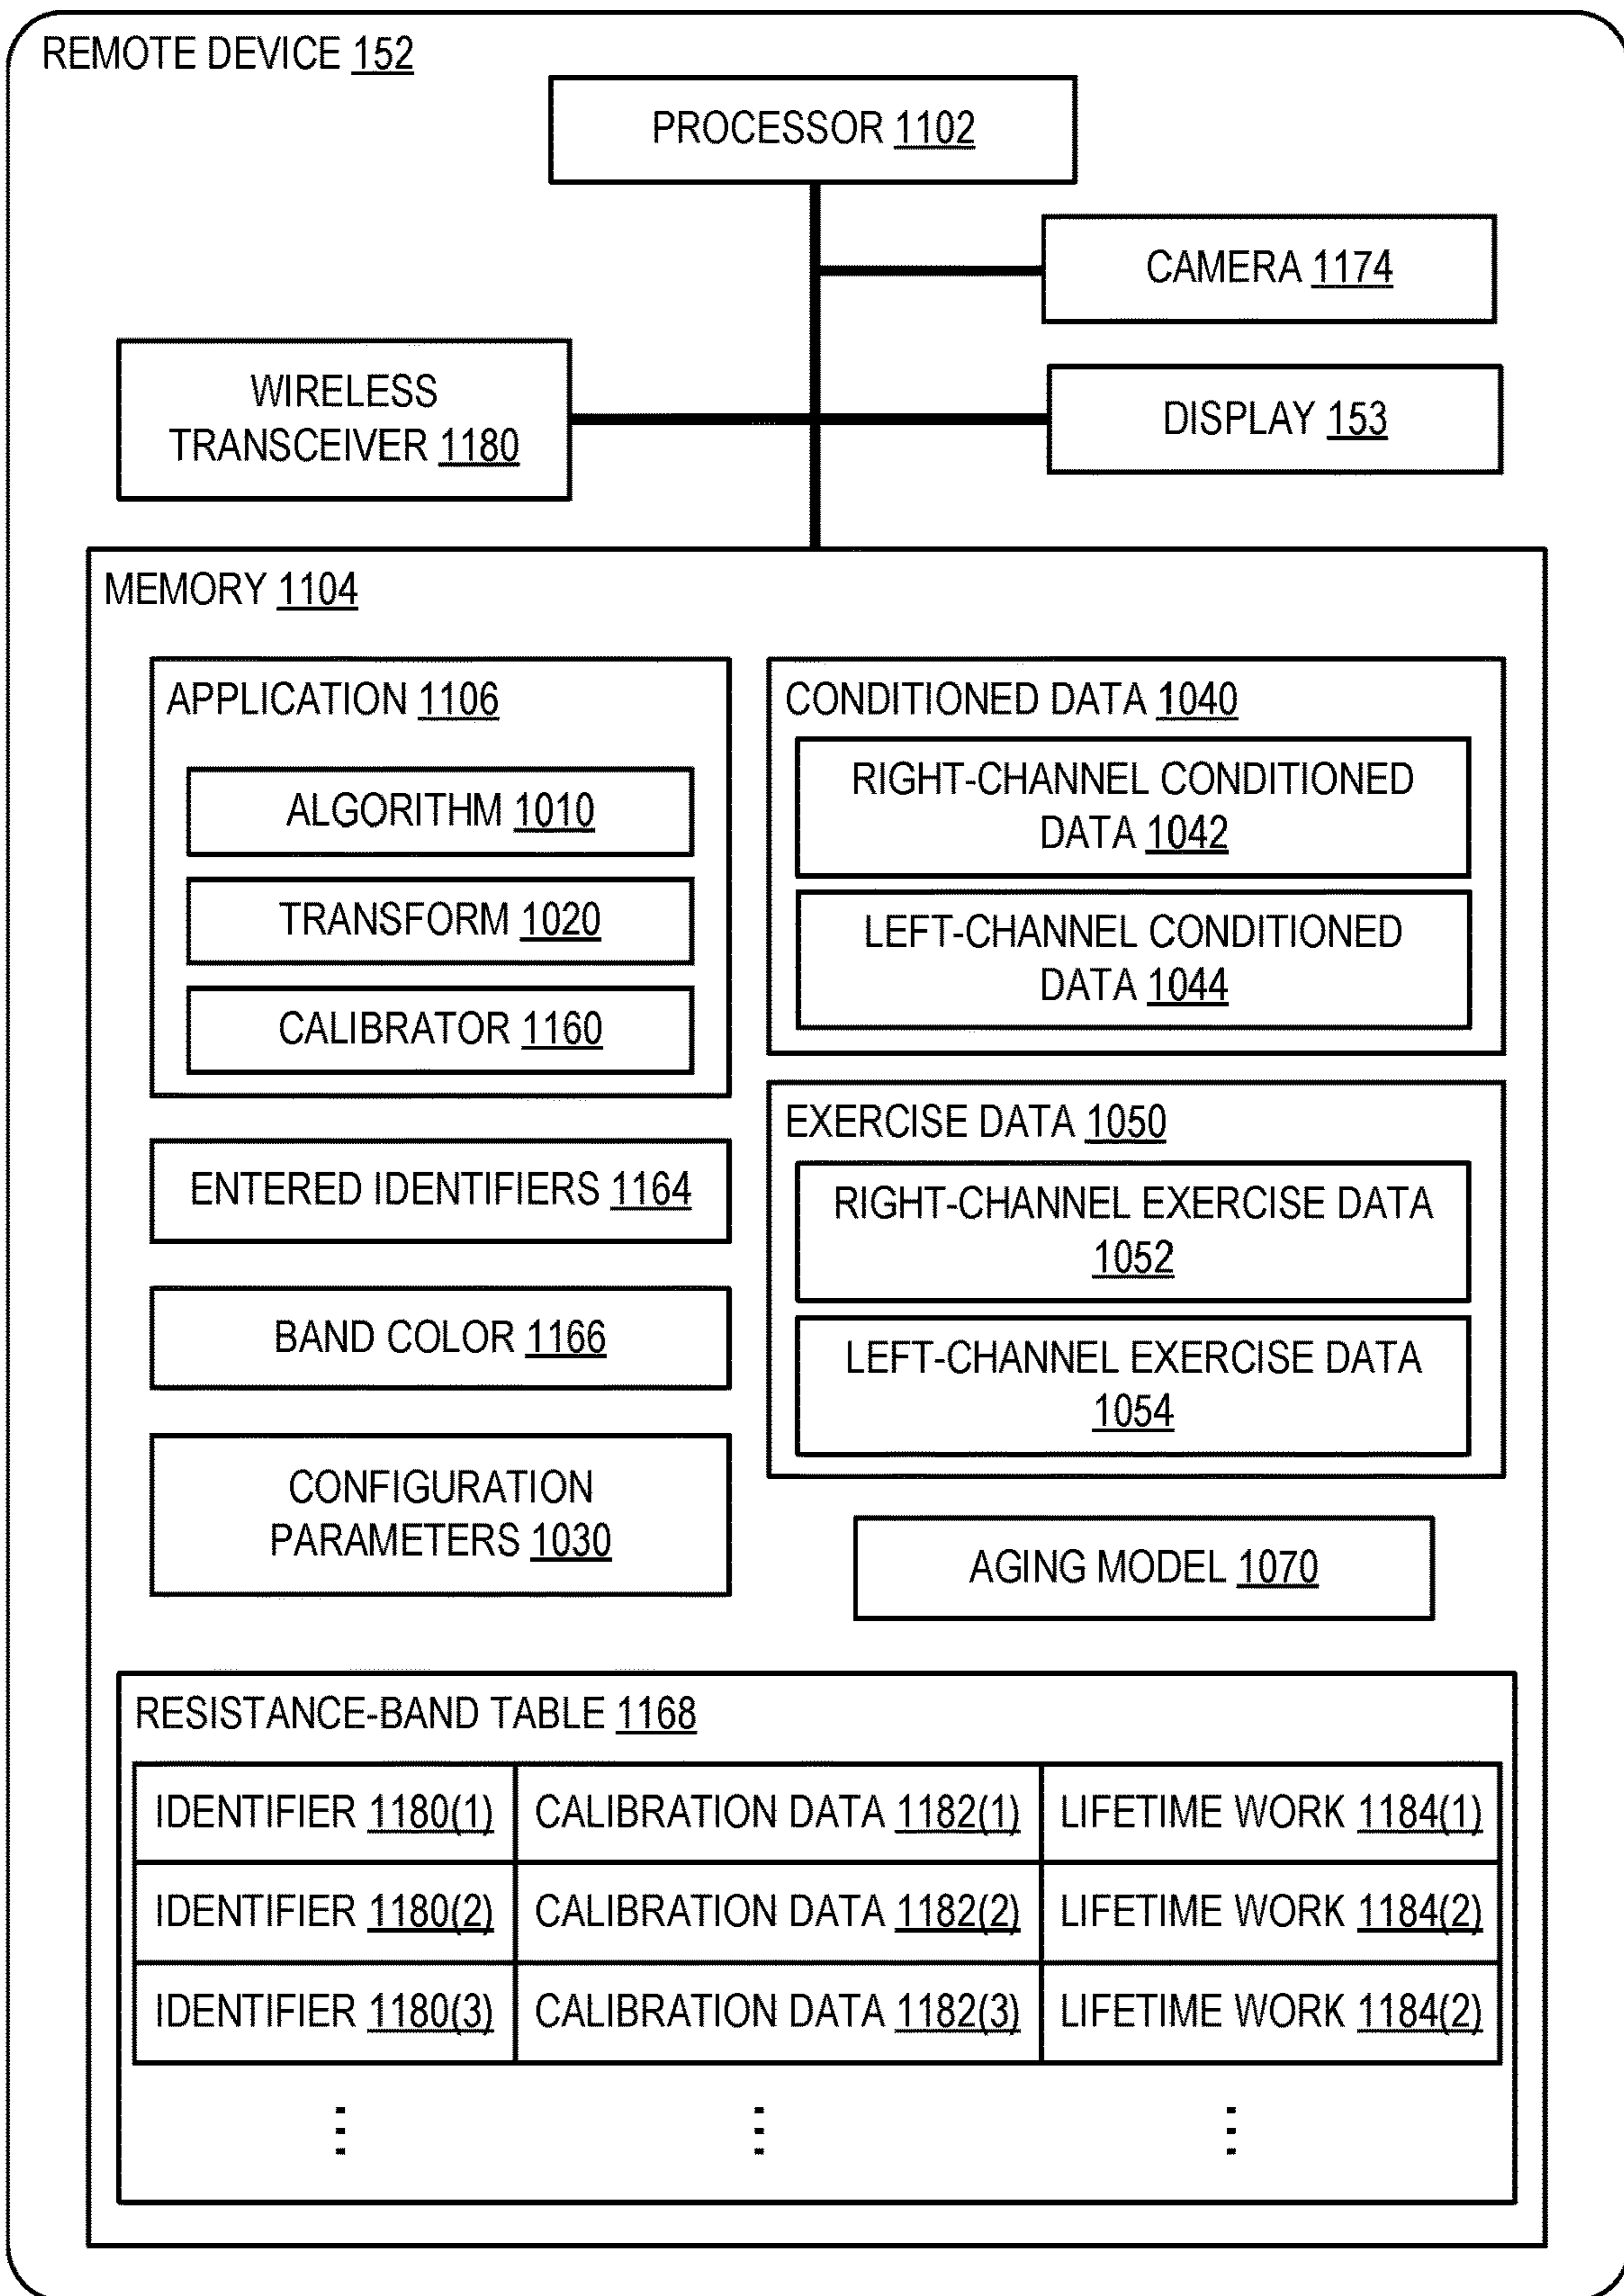 REMOTE DEVICE 152
PROCESSOR 1102
CAMERA 1174
WIRELESS
TRANSCEIVER 1180
DISPLAY 153
MEMORY 1104
APPLICATION 1106
ALGORITHM 1010
TRANSFORM 1020
CALIBRATOR 1160
CONDITIONED DATA 1040
RIGHT-CHANNEL CONDITIONED
DATA 1042
LEFT-CHANNEL CONDITIONED
DATA 1044
ENTERED IDENTIFIERS 1164
BAND COLOR 1166
CONFIGURATION
PARAMETERS 1030
EXERCISE DATA 1050
RIGHT-CHANNEL EXERCISE DATA
1052
LEFT-CHANNEL EXERCISE DATA
1054
AGING MODEL 1070
RESISTANCE-BAND TABLE 1168
IDENTIFIER 1180(1) CALIBRATION DATA 1182(1) LIFETIME WORK 1184(1)
IDENTIFIER 1180(2) CALIBRATION DATA 1182(2) LIFETIME WORK 1184(2)
IDENTIFIER 1180(3) CALIBRATION DATA 1182(3) LIFETIME WORK 1184(2)
⋮ ⋮ ⋮